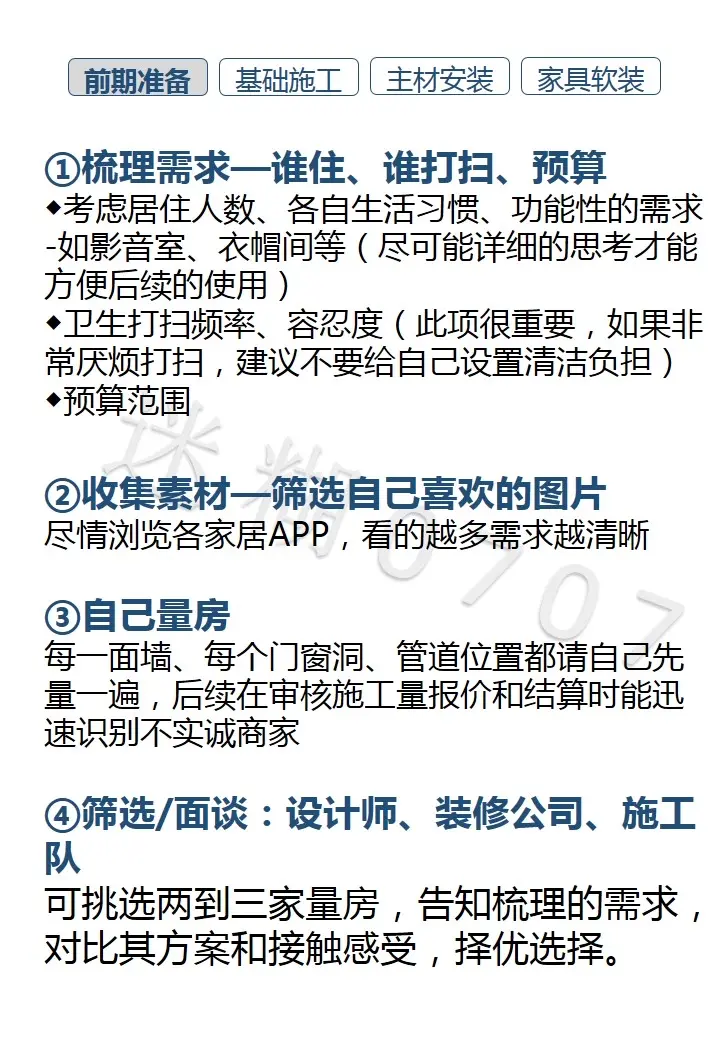 前期准备 基础施工 主材安装 家具软装
①梳理需求—谁住、谁打扫、预算
◆考虑居住人数、各自生活习惯、功能性的需求
-如影音室、衣帽间等（尽可能详细的思考才能
方便后续的使用）
◆卫生打扫频率、容忍度（此项很重要，如果非
常厌烦打扫，建议不要给自己设置清洁负担）
◆预算范围
②收集素材—筛选自己喜欢的图片
尽情浏览各家居APP，看的越多需求越清晰
③自己量房
每一面墙、每个门窗洞、管道位置都请自己先
量一遍，后续在审核施工量报价和结算时能迅
速识别不实诚商家
④筛选/面谈：设计师、装修公司、施工
队
可挑选两到三家量房，告知梳理的需求，
对比其方案和接触感受，择优选择。
迷糊0707